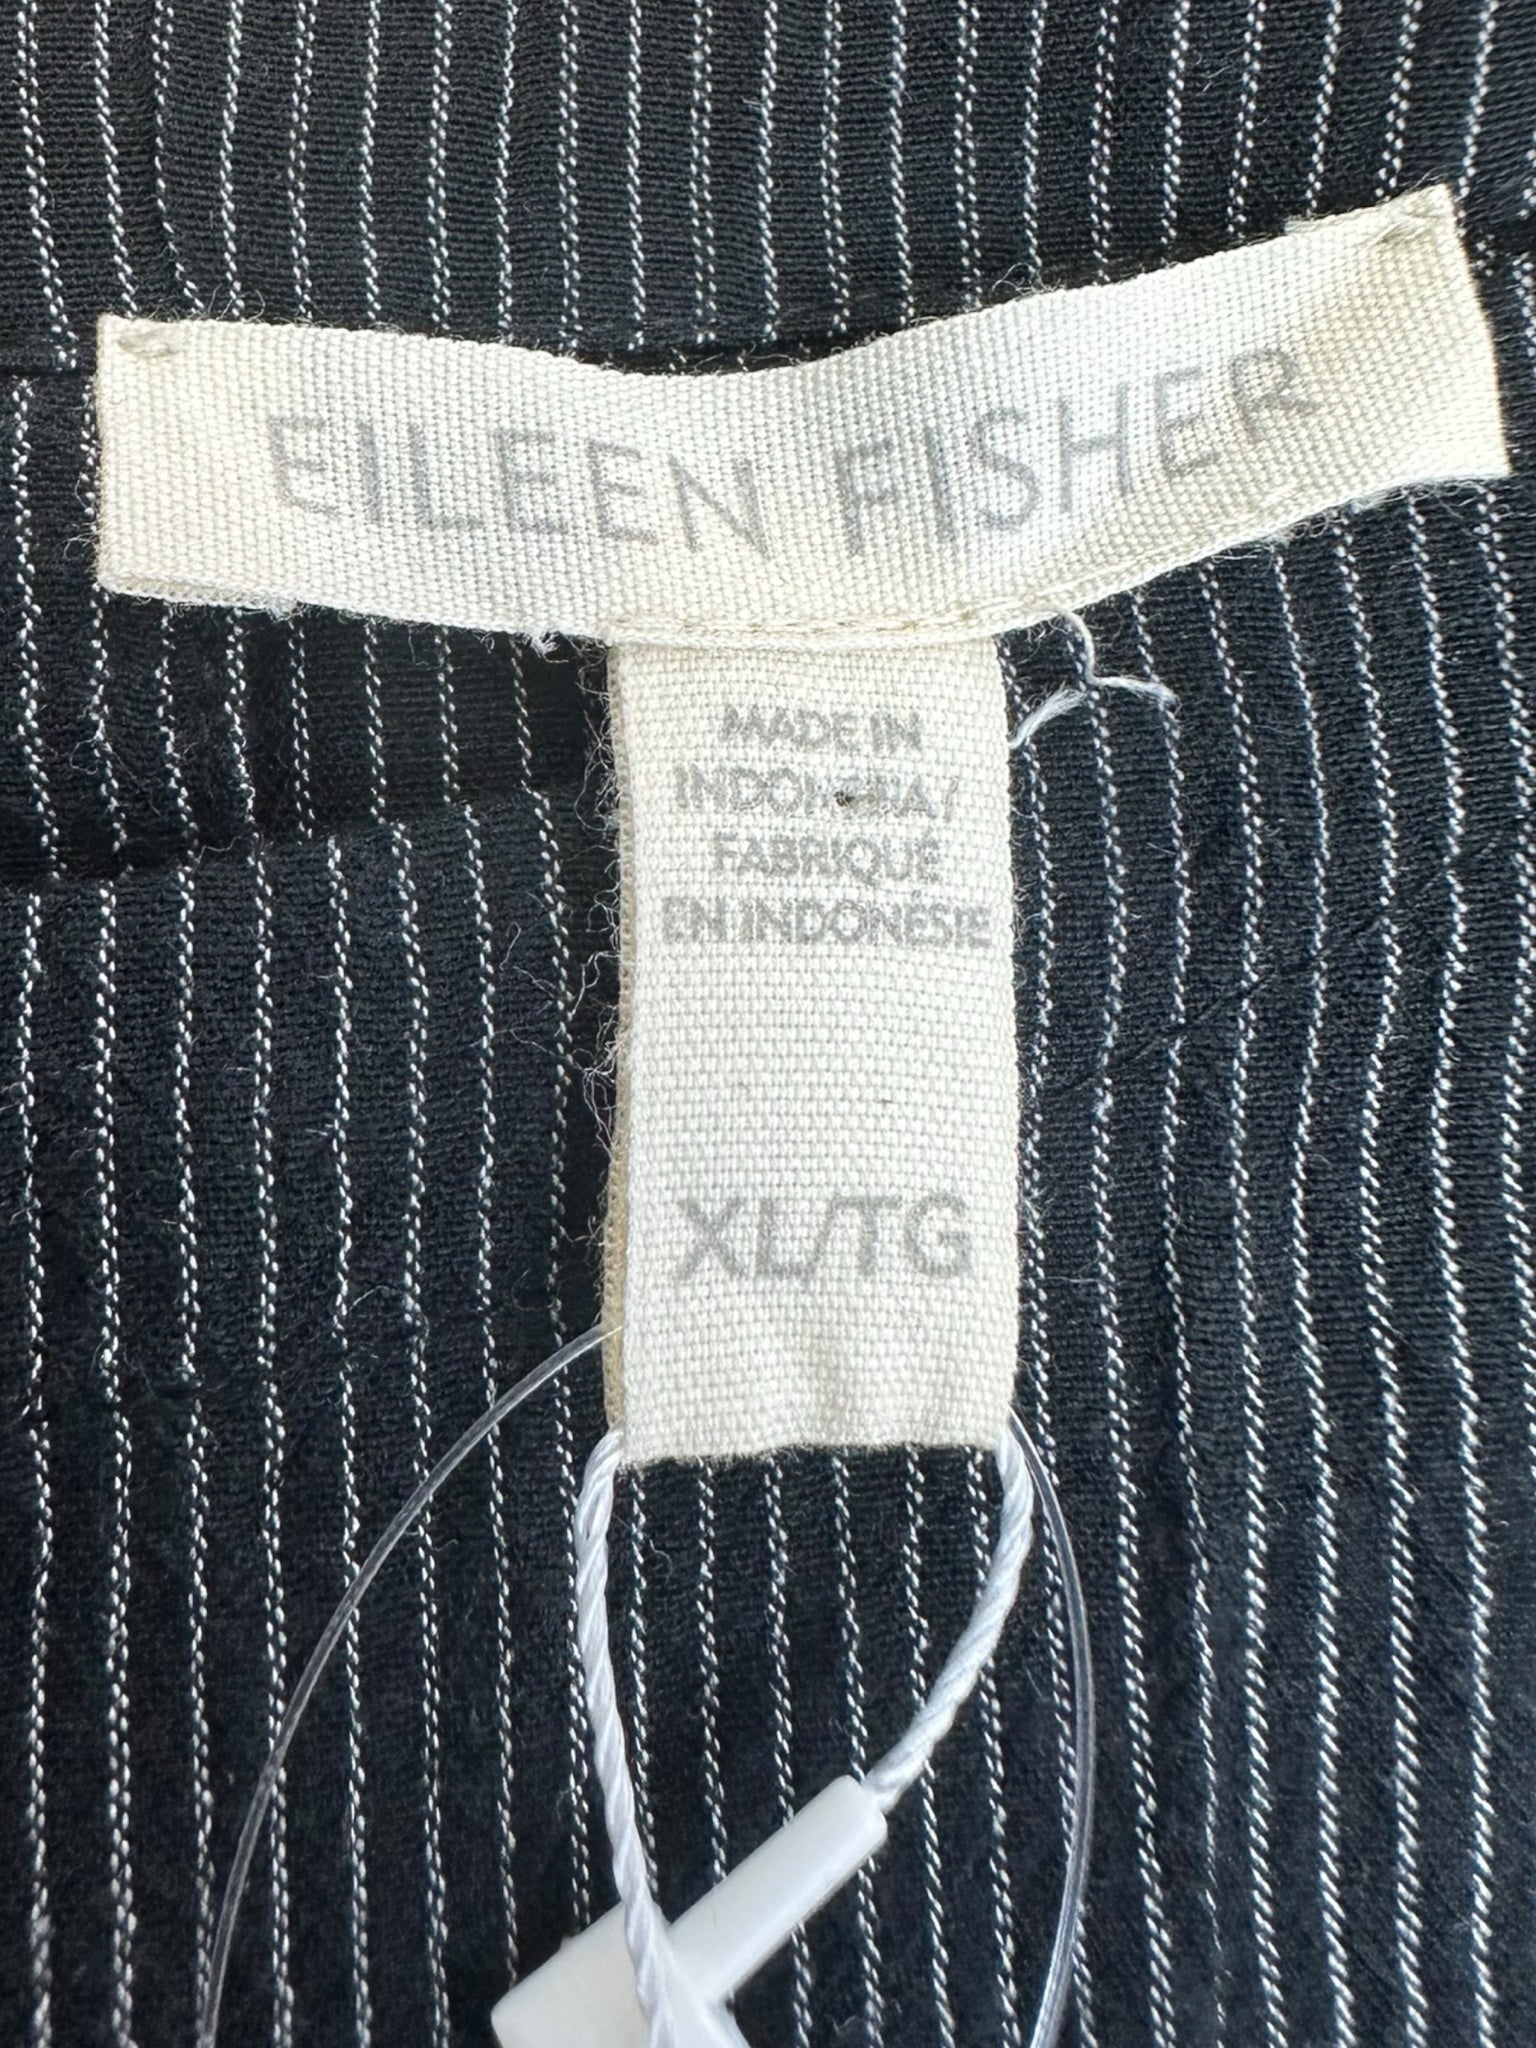 EILEEN FISHER
MADE IN
INDONESIA/
FABRIQUÉ
EN INDONÉSIE
XL/TG